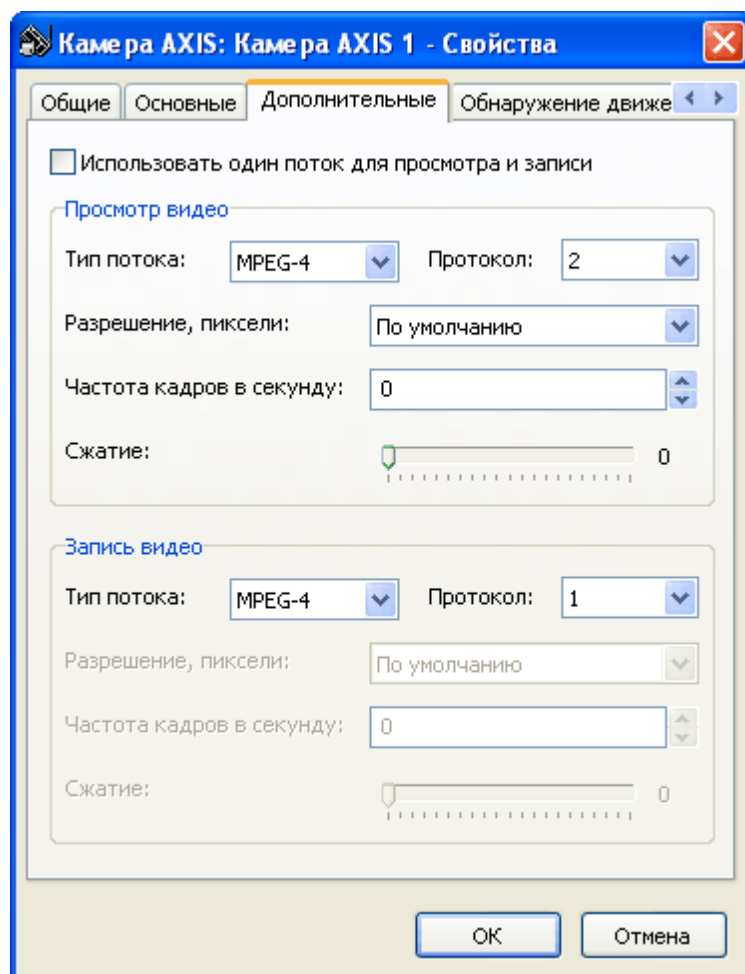 Камера AXIS: Камера AXIS 1 - Свойства
Общие Основные Дополнительные Обнаружение движе
Использовать один поток для просмотра и записи
Просмотр видео
Тип потока: MPEG-4 Протокол: 2
Разрешение, пиксели: По умолчанию
Частота кадров в секунду: 0
Сжатие: 0
Запись видео
Тип потока: MPEG-4 Протокол: 1
Разрешение, пиксели: По умолчанию
Частота кадров в секунду: 0
Сжатие: 0
ОК Отмена